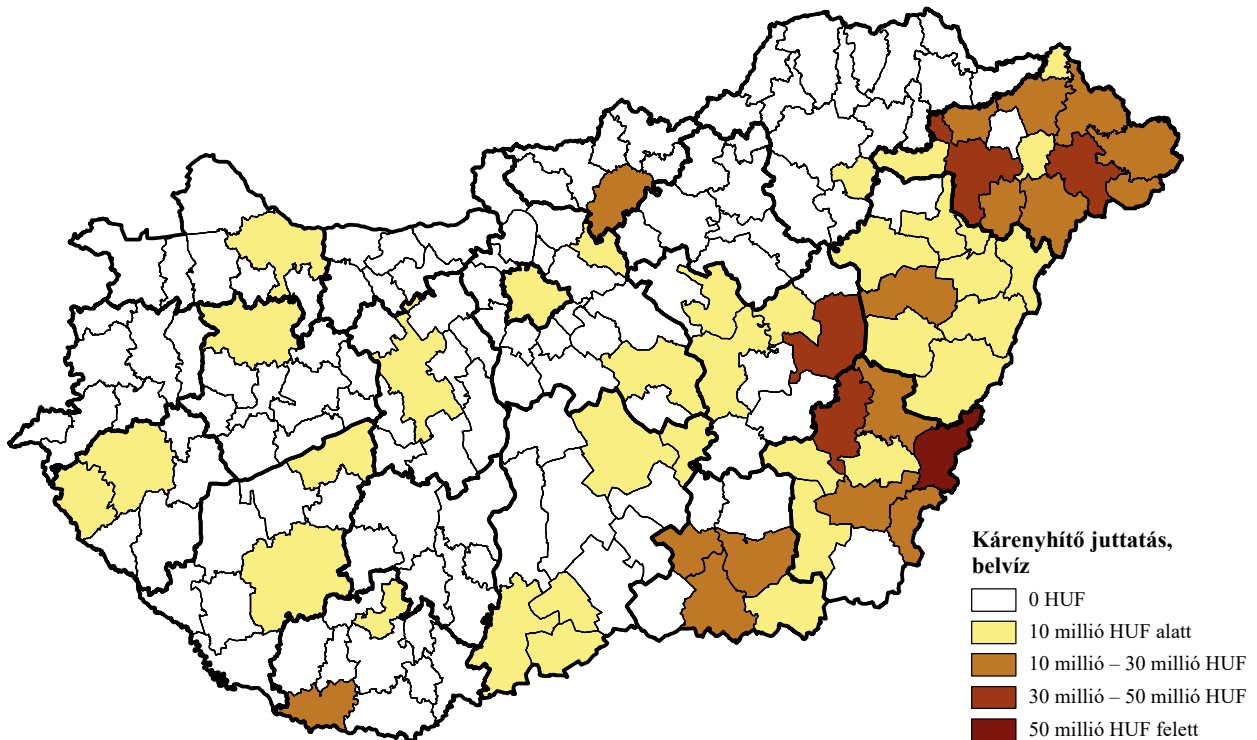 Kárenyhítő juttatás,
belvíz
0 HUF
10 millió HUF alatt
10 millió – 30 millió HUF
30 millió – 50 millió HUF
50 millió HUF felett